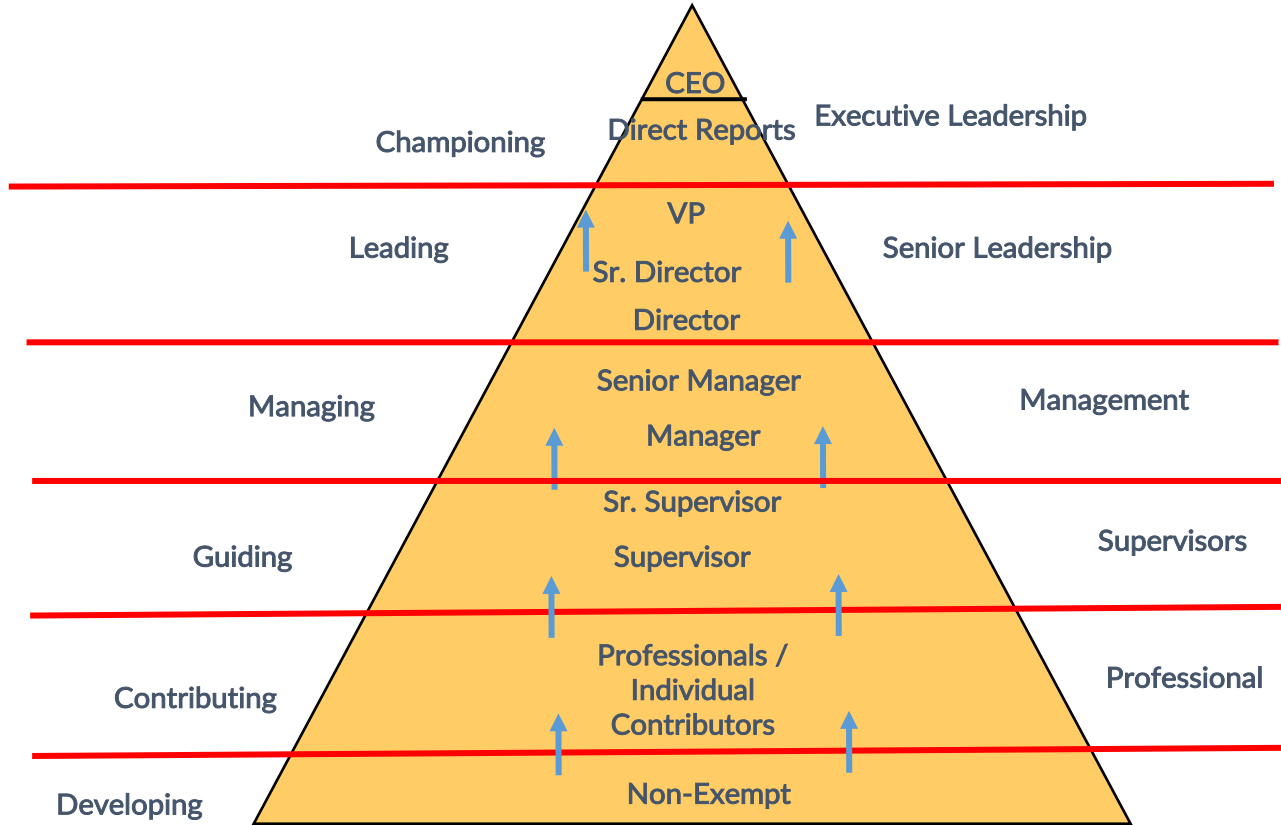 CEO
Direct Reports
Executive Leadership
Championing
VP
Leading
Senior Leadership
Sr. Director
Director
Senior Manager
Managing
Management
Manager
Sr. Supervisor
Supervisors
Guiding
Supervisor
Professionals /
Individual
Contributors
Professional
Contributing
Non-Exempt
Developing